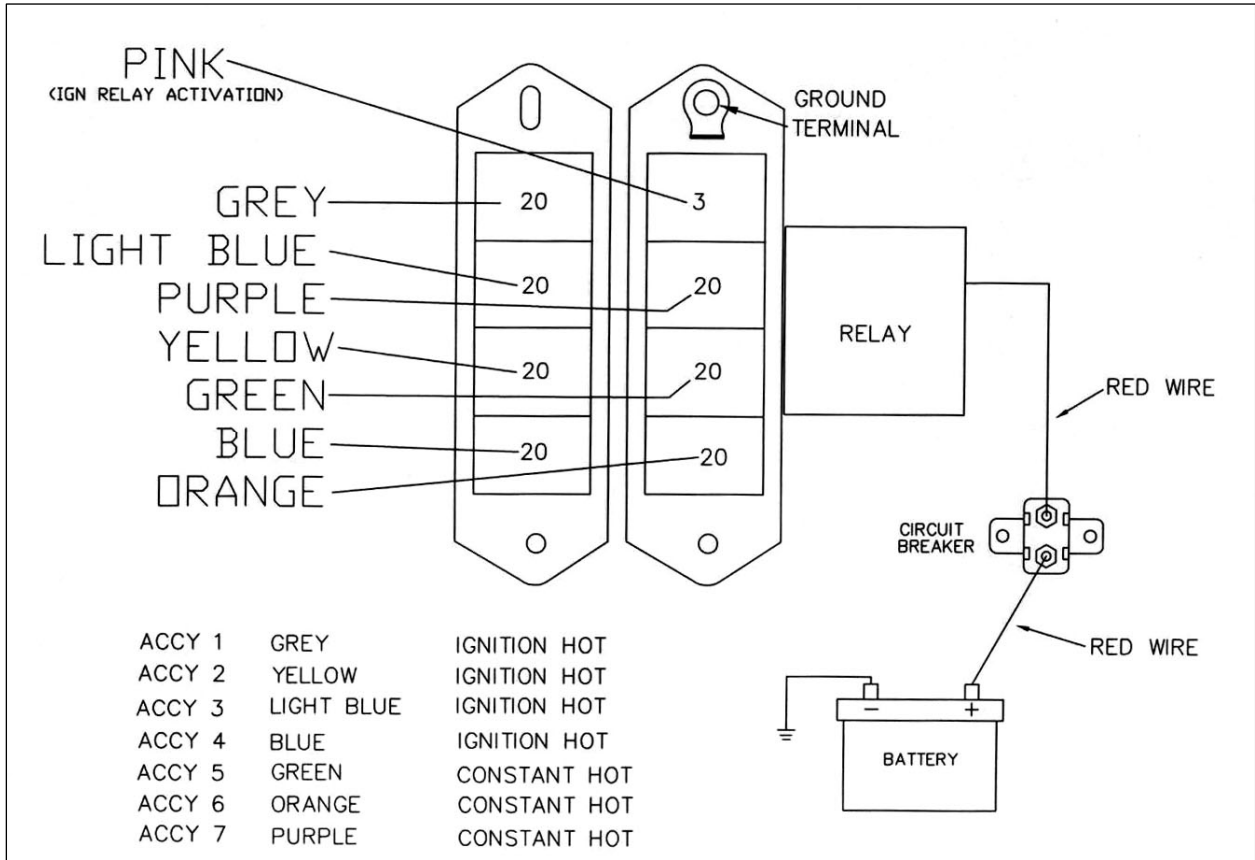 PINK
(IGN RELAY ACTIVATION)
GROUND
TERMINAL
GREY
20
3
LIGHT BLUE
20
PURPLE
20
YELLOW
20
GREEN
20
BLUE
20
ORANGE
20
RELAY
RED WIRE
CIRCUIT
BREAKER
RED WIRE
- +
BATTERY
ACCY 1 GREY IGNITION HOT
ACCY 2 YELLOW IGNITION HOT
ACCY 3 LIGHT BLUE IGNITION HOT
ACCY 4 BLUE IGNITION HOT
ACCY 5 GREEN CONSTANT HOT
ACCY 6 ORANGE CONSTANT HOT
ACCY 7 PURPLE CONSTANT HOT